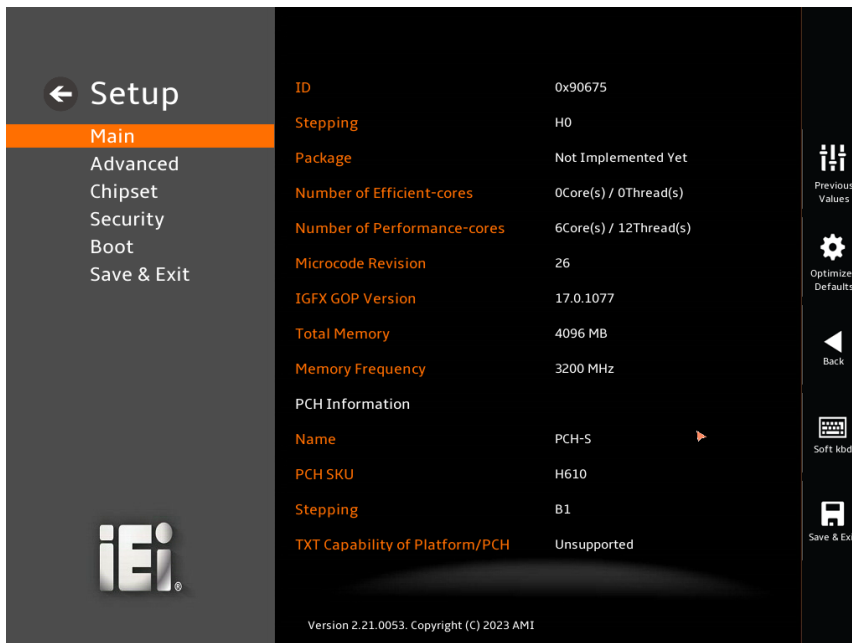 Setup
Main
Advanced
Chipset
Security
Boot
Save & Exit
ID 0x90675
Stepping H0
Package Not Implemented Yet
Number of Efficient-cores 0Core(s) / 0Thread(s)
Number of Performance-cores 6Core(s) / 12Thread(s)
Microcode Revision 26
IGFX GOP Version 17.0.1077
Total Memory 4096 MB
Memory Frequency 3200 MHz
PCH Information
Name PCH-S
PCH SKU H610
Stepping B1
TXT Capability of Platform/PCH Unsupported
Version 2.21.0053. Copyright (C) 2023 AMI
Previous
Values
Optimize
Defaults
Back
Soft kbd
Save & Exi
iEi®